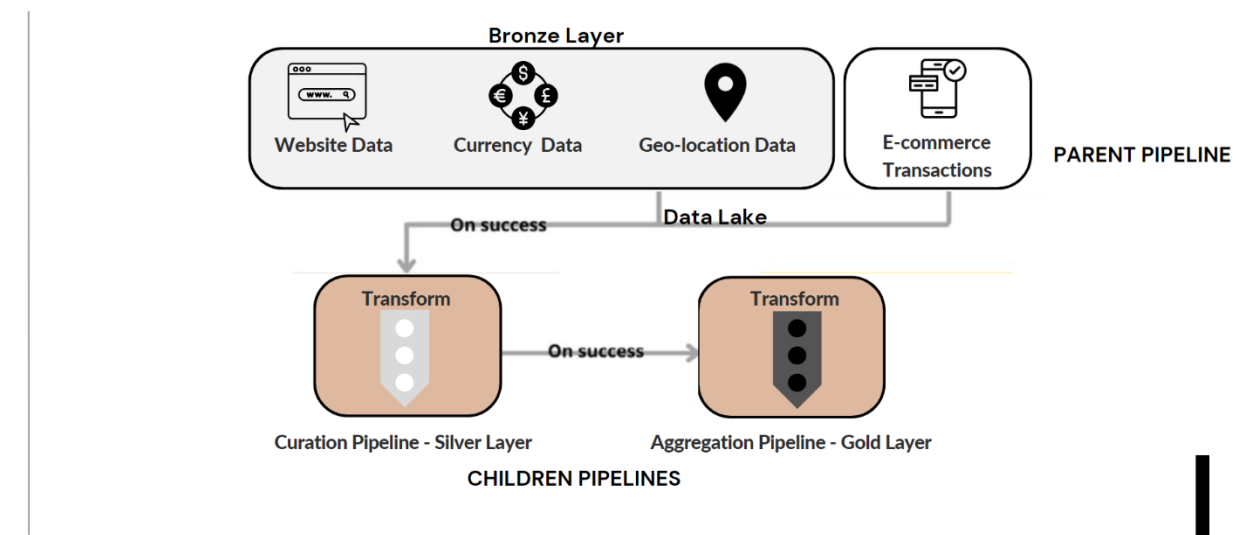 Bronze Layer
www.
$
€
£
¥
Website Data
Currency Data
Geo-location Data
E-commerce
Transactions
PARENT PIPELINE
Data Lake
On success
Transform
Transform
On success
Curation Pipeline - Silver Layer
Aggregation Pipeline - Gold Layer
CHILDREN PIPELINES